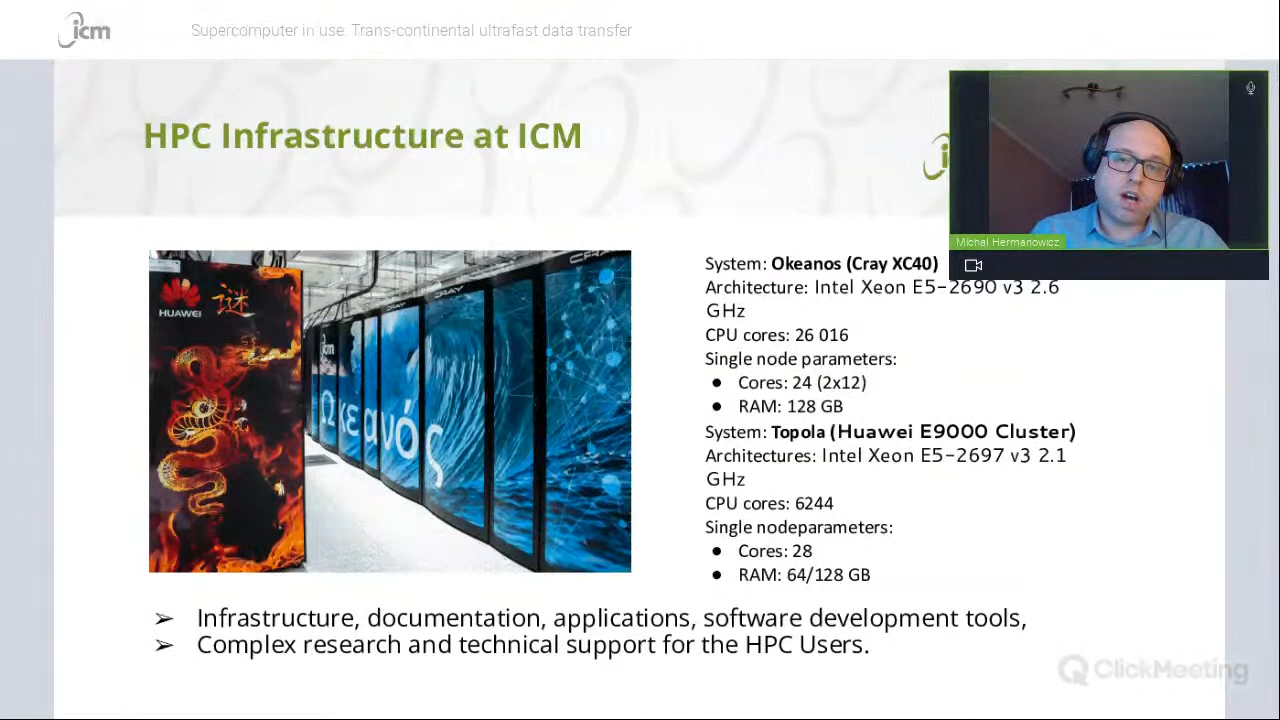 icm
Supercomputer in use: Trans-continental ultrafast data transfer
HPC Infrastructure at ICM
Michal Hermanowicz
HUAWEI
谜
CRAY
CRAY
icm
Ωκεανός
System: Okeanos (Cray XC40)
Architecture: Intel Xeon E5-2690 v3 2.6
GHz
CPU cores: 26 016
Single node parameters:
● Cores: 24 (2x12)
● RAM: 128 GB
System: Topola (Huawei E9000 Cluster)
Architectures: Intel Xeon E5-2697 v3 2.1
GHz
CPU cores: 6244
Single nodeparameters:
● Cores: 28
● RAM: 64/128 GB
➢ Infrastructure, documentation, applications, software development tools,
➢ Complex research and technical support for the HPC Users.
ClickMeeting